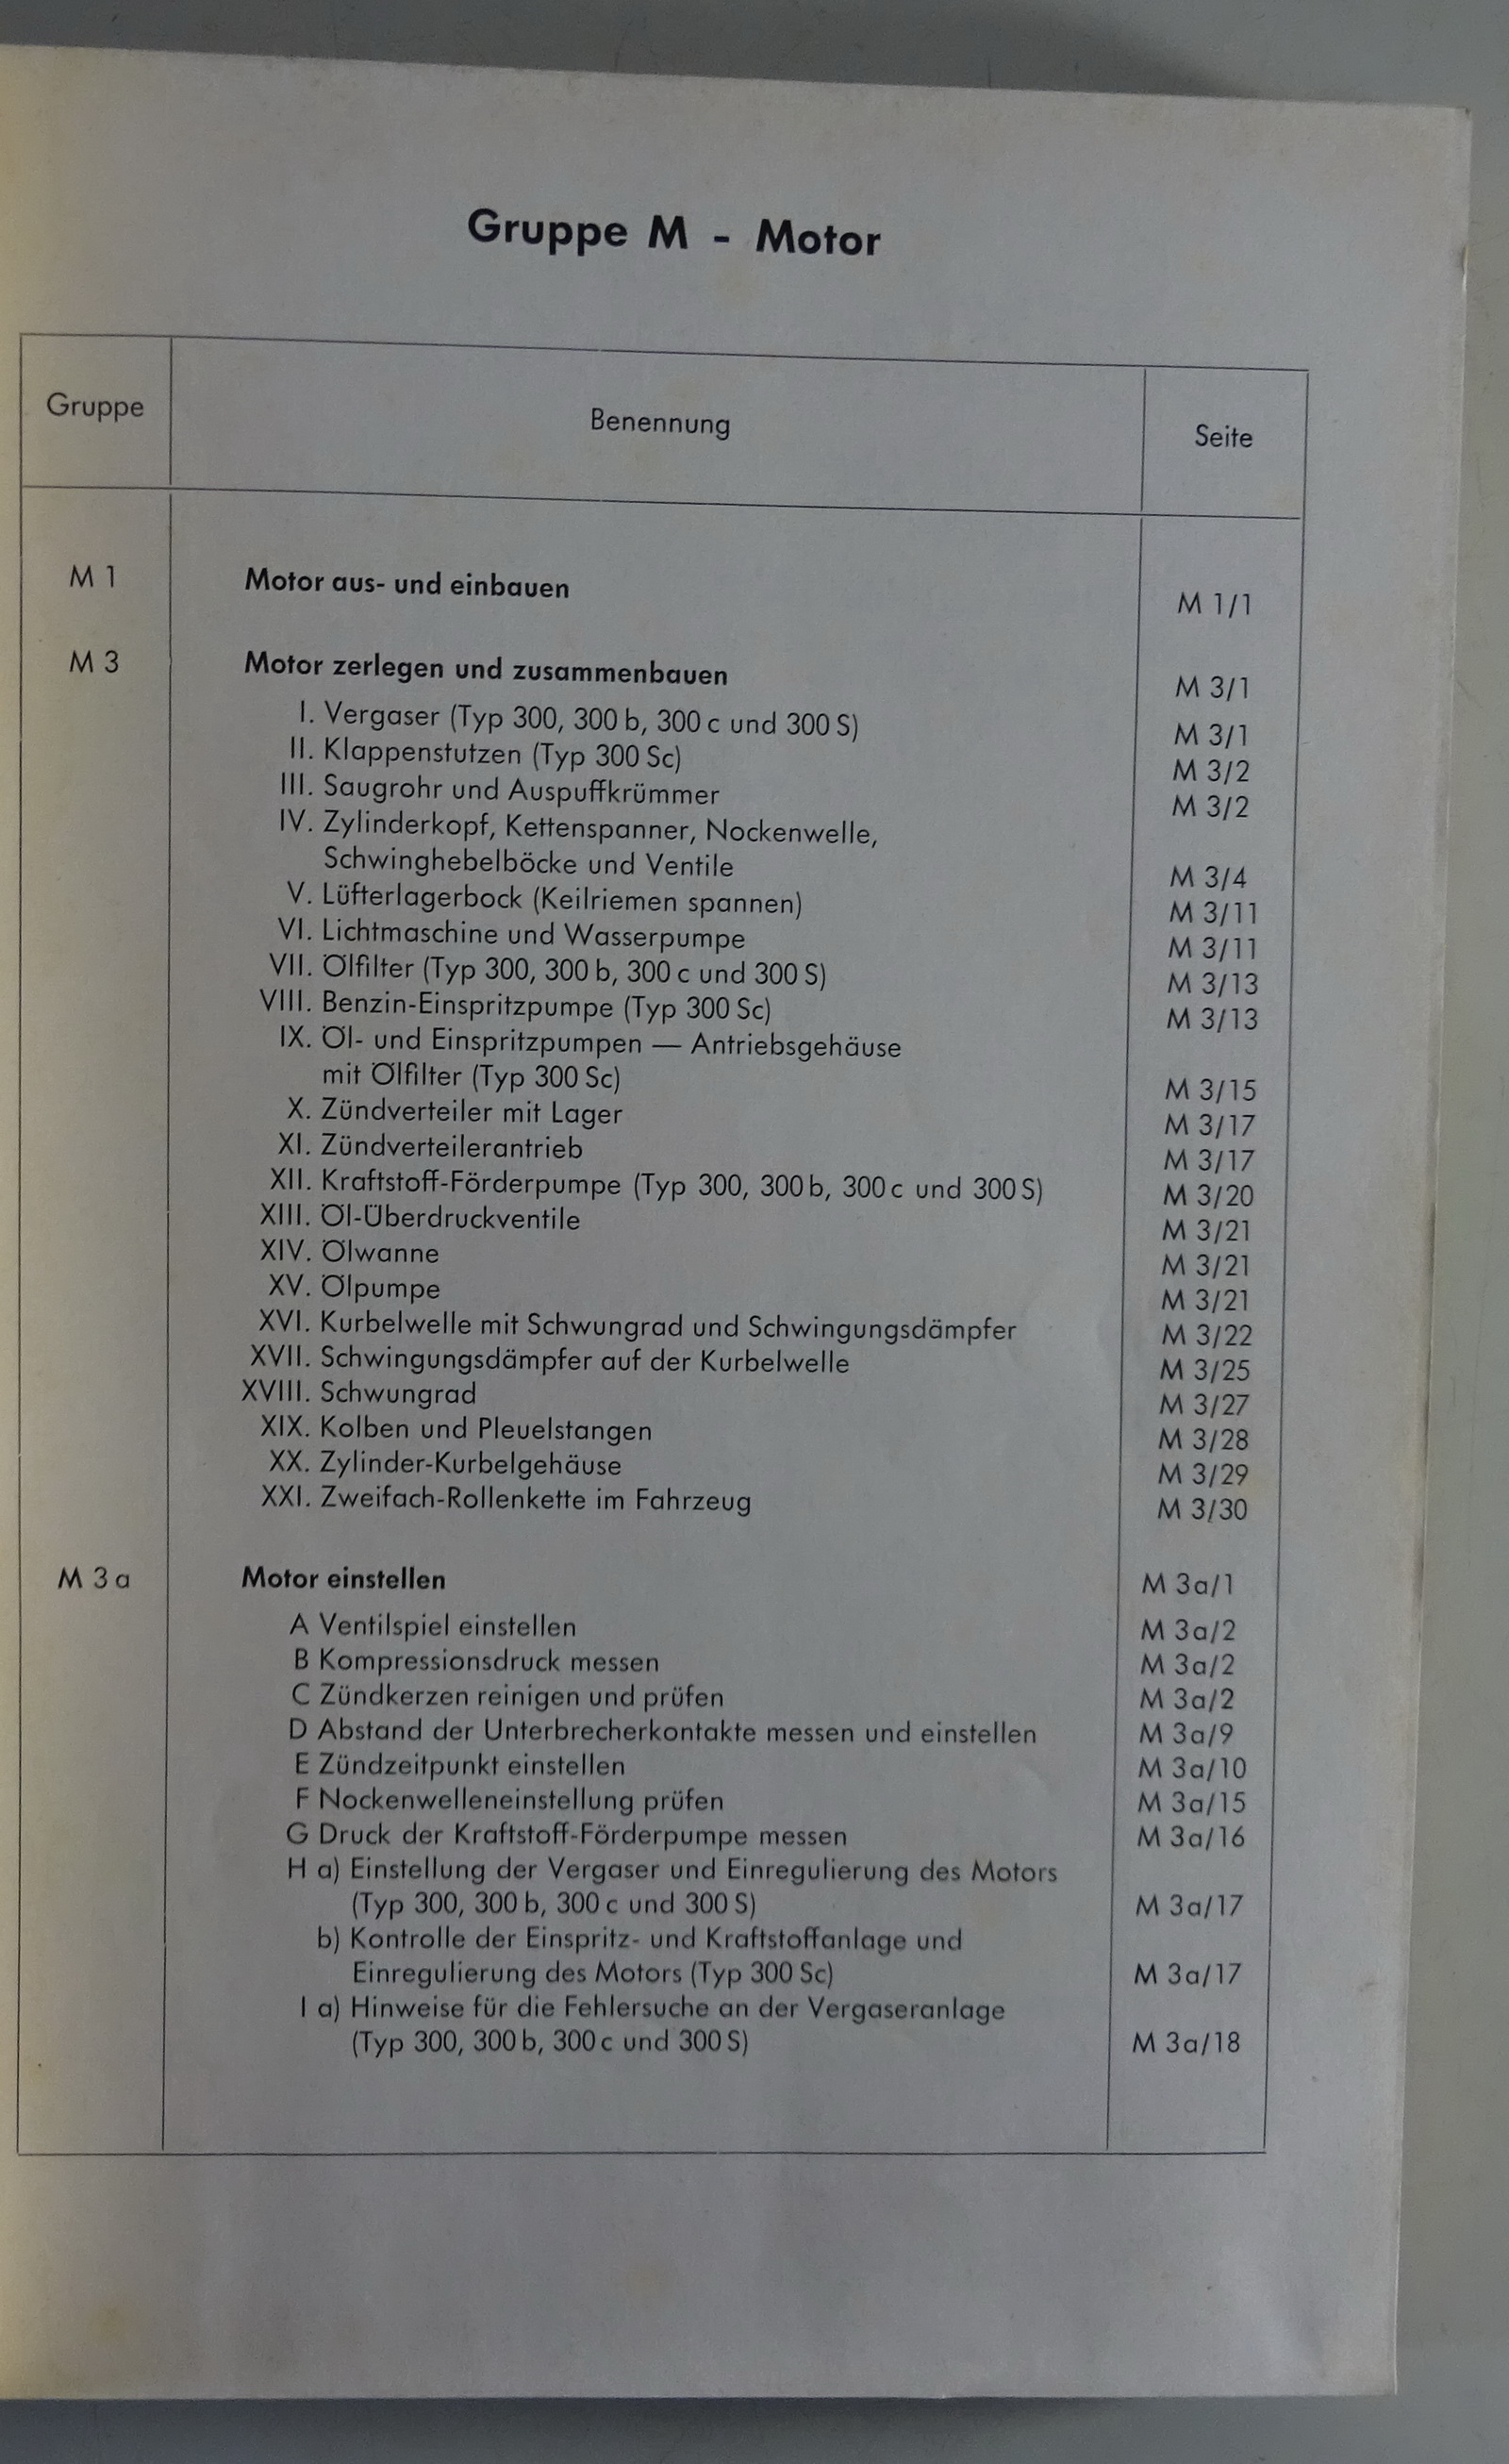 Gruppe M - Motor
Gruppe Benennung Seite
M 1 Motor aus- und einbauen M 1/1
M 3 Motor zerlegen und zusammenbauen M 3/1
I. Vergaser (Typ 300, 300 b, 300 c und 300 S) M 3/1
II. Klappenstutzen (Typ 300 Sc) M 3/2
III. Saugrohr und Auspuffkrümmer M 3/2
IV. Zylinderkopf, Kettenspanner, Nockenwelle,
Schwinghebelböcke und Ventile M 3/4
V. Lüfterlagerbock (Keilriemen spannen) M 3/11
VI. Lichtmaschine und Wasserpumpe M 3/11
VII. Ölfilter (Typ 300, 300 b, 300 c und 300 S) M 3/13
VIII. Benzin-Einspritzpumpe (Typ 300 Sc) M 3/13
IX. Öl- und Einspritzpumpen — Antriebsgehäuse
mit Ölfilter (Typ 300 Sc) M 3/15
X. Zündverteiler mit Lager M 3/17
XI. Zündverteilerantrieb M 3/17
XII. Kraftstoff-Förderpumpe (Typ 300, 300 b, 300 c und 300 S) M 3/20
XIII. Öl-Überdruckventile M 3/21
XIV. Ölwanne M 3/21
XV. Ölpumpe M 3/21
XVI. Kurbelwelle mit Schwungrad und Schwingungsdämpfer M 3/22
XVII. Schwingungsdämpfer auf der Kurbelwelle M 3/25
XVIII. Schwungrad M 3/27
XIX. Kolben und Pleuelstangen M 3/28
XX. Zylinder-Kurbelgehäuse M 3/29
XXI. Zweifach-Rollenkette im Fahrzeug M 3/30
M 3 a Motor einstellen M 3a/1
A Ventilspiel einstellen M 3a/2
B Kompressionsdruck messen M 3a/2
C Zündkerzen reinigen und prüfen M 3a/2
D Abstand der Unterbrecherkontakte messen und einstellen M 3a/9
E Zündzeitpunkt einstellen M 3a/10
F Nockenwelleneinstellung prüfen M 3a/15
G Druck der Kraftstoff-Förderpumpe messen M 3a/16
H a) Einstellung der Vergaser und Einregulierung des Motors
(Typ 300, 300 b, 300 c und 300 S) M 3a/17
b) Kontrolle der Einspritz- und Kraftstoffanlage und
Einregulierung des Motors (Typ 300 Sc) M 3a/17
I a) Hinweise für die Fehlersuche an der Vergaseranlage
(Typ 300, 300 b, 300 c und 300 S) M 3a/18